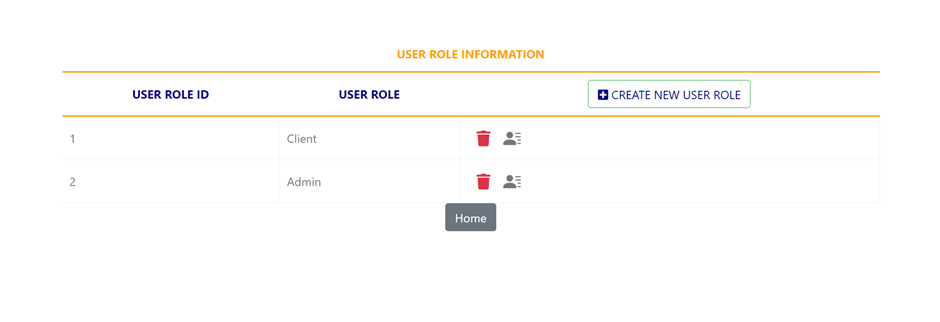 USER ROLE INFORMATION
USER ROLE ID USER ROLE CREATE NEW USER ROLE
1 Client
2 Admin
Home